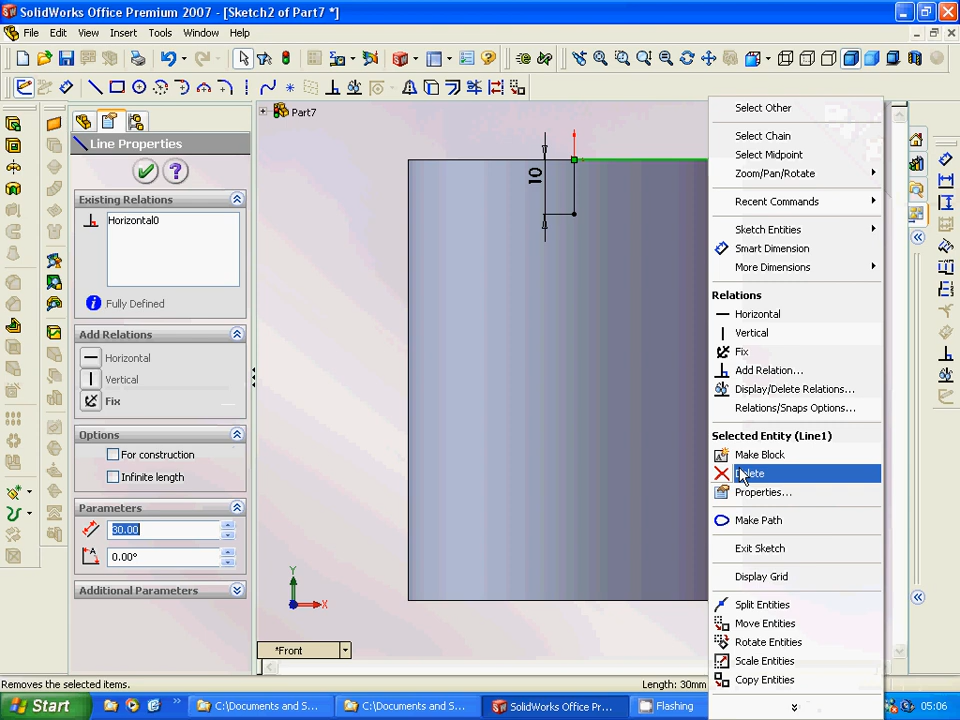 SolidWorks Office Premium 2007 - [Sketch2 of Part7 *]
File Edit View Insert Tools Window Help
Part7
Line Properties
Existing Relations
Horizontal0
Fully Defined
Add Relations
Horizontal
Vertical
Fix
Options
For construction
Infinite length
Parameters
30.00
0.00°
Additional Parameters
10
Y
X
*Front
Select Other
Select Chain
Select Midpoint
Zoom/Pan/Rotate
Recent Commands
Sketch Entities
Smart Dimension
More Dimensions
Relations
Horizontal
Vertical
Fix
Add Relation...
Display/Delete Relations...
Relations/Snaps Options...
Selected Entity (Line1)
Make Block
Delete
Properties...
Make Path
Exit Sketch
Display Grid
Split Entities
Move Entities
Rotate Entities
Scale Entities
Copy Entities
Removes the selected items.
Length: 30mm
Start
C:\Documents and S...
C:\Documents and S...
SolidWorks Office Pr...
Flashing
05:06